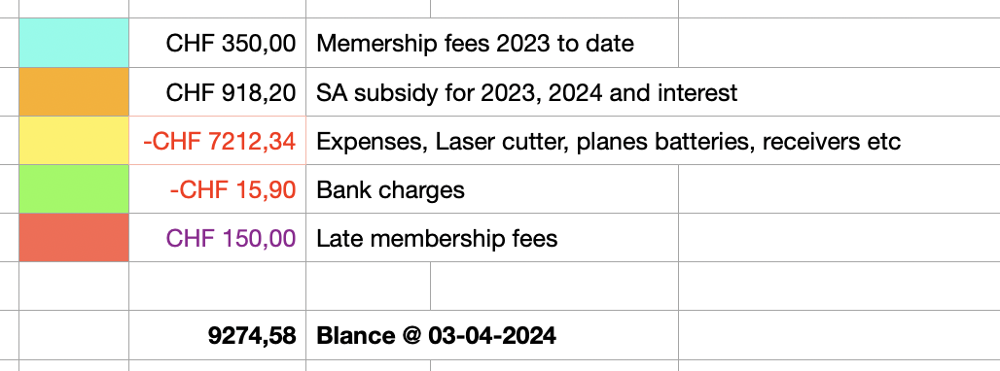 CHF 350,00 Memership fees 2023 to date
CHF 918,20 SA subsidy for 2023, 2024 and interest
-CHF 7212,34 Expenses, Laser cutter, planes batteries, receivers etc
-CHF 15,90 Bank charges
CHF 150,00 Late membership fees
9274,58 Blance @ 03-04-2024